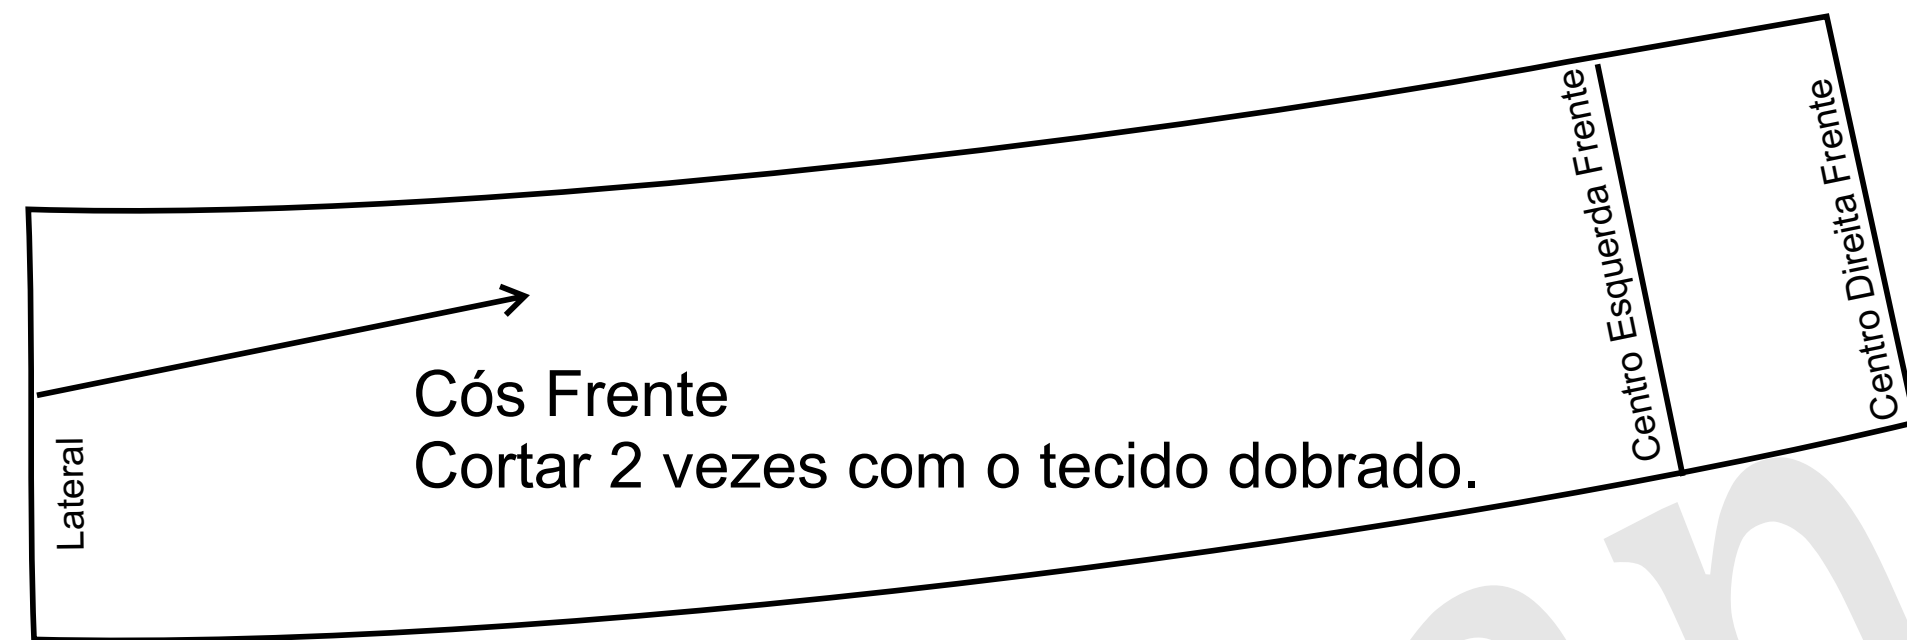 Centro Esquerda Frente
Centro Direita Frente
Cós Frente
Cortar 2 vezes com o tecido dobrado.
Lateral